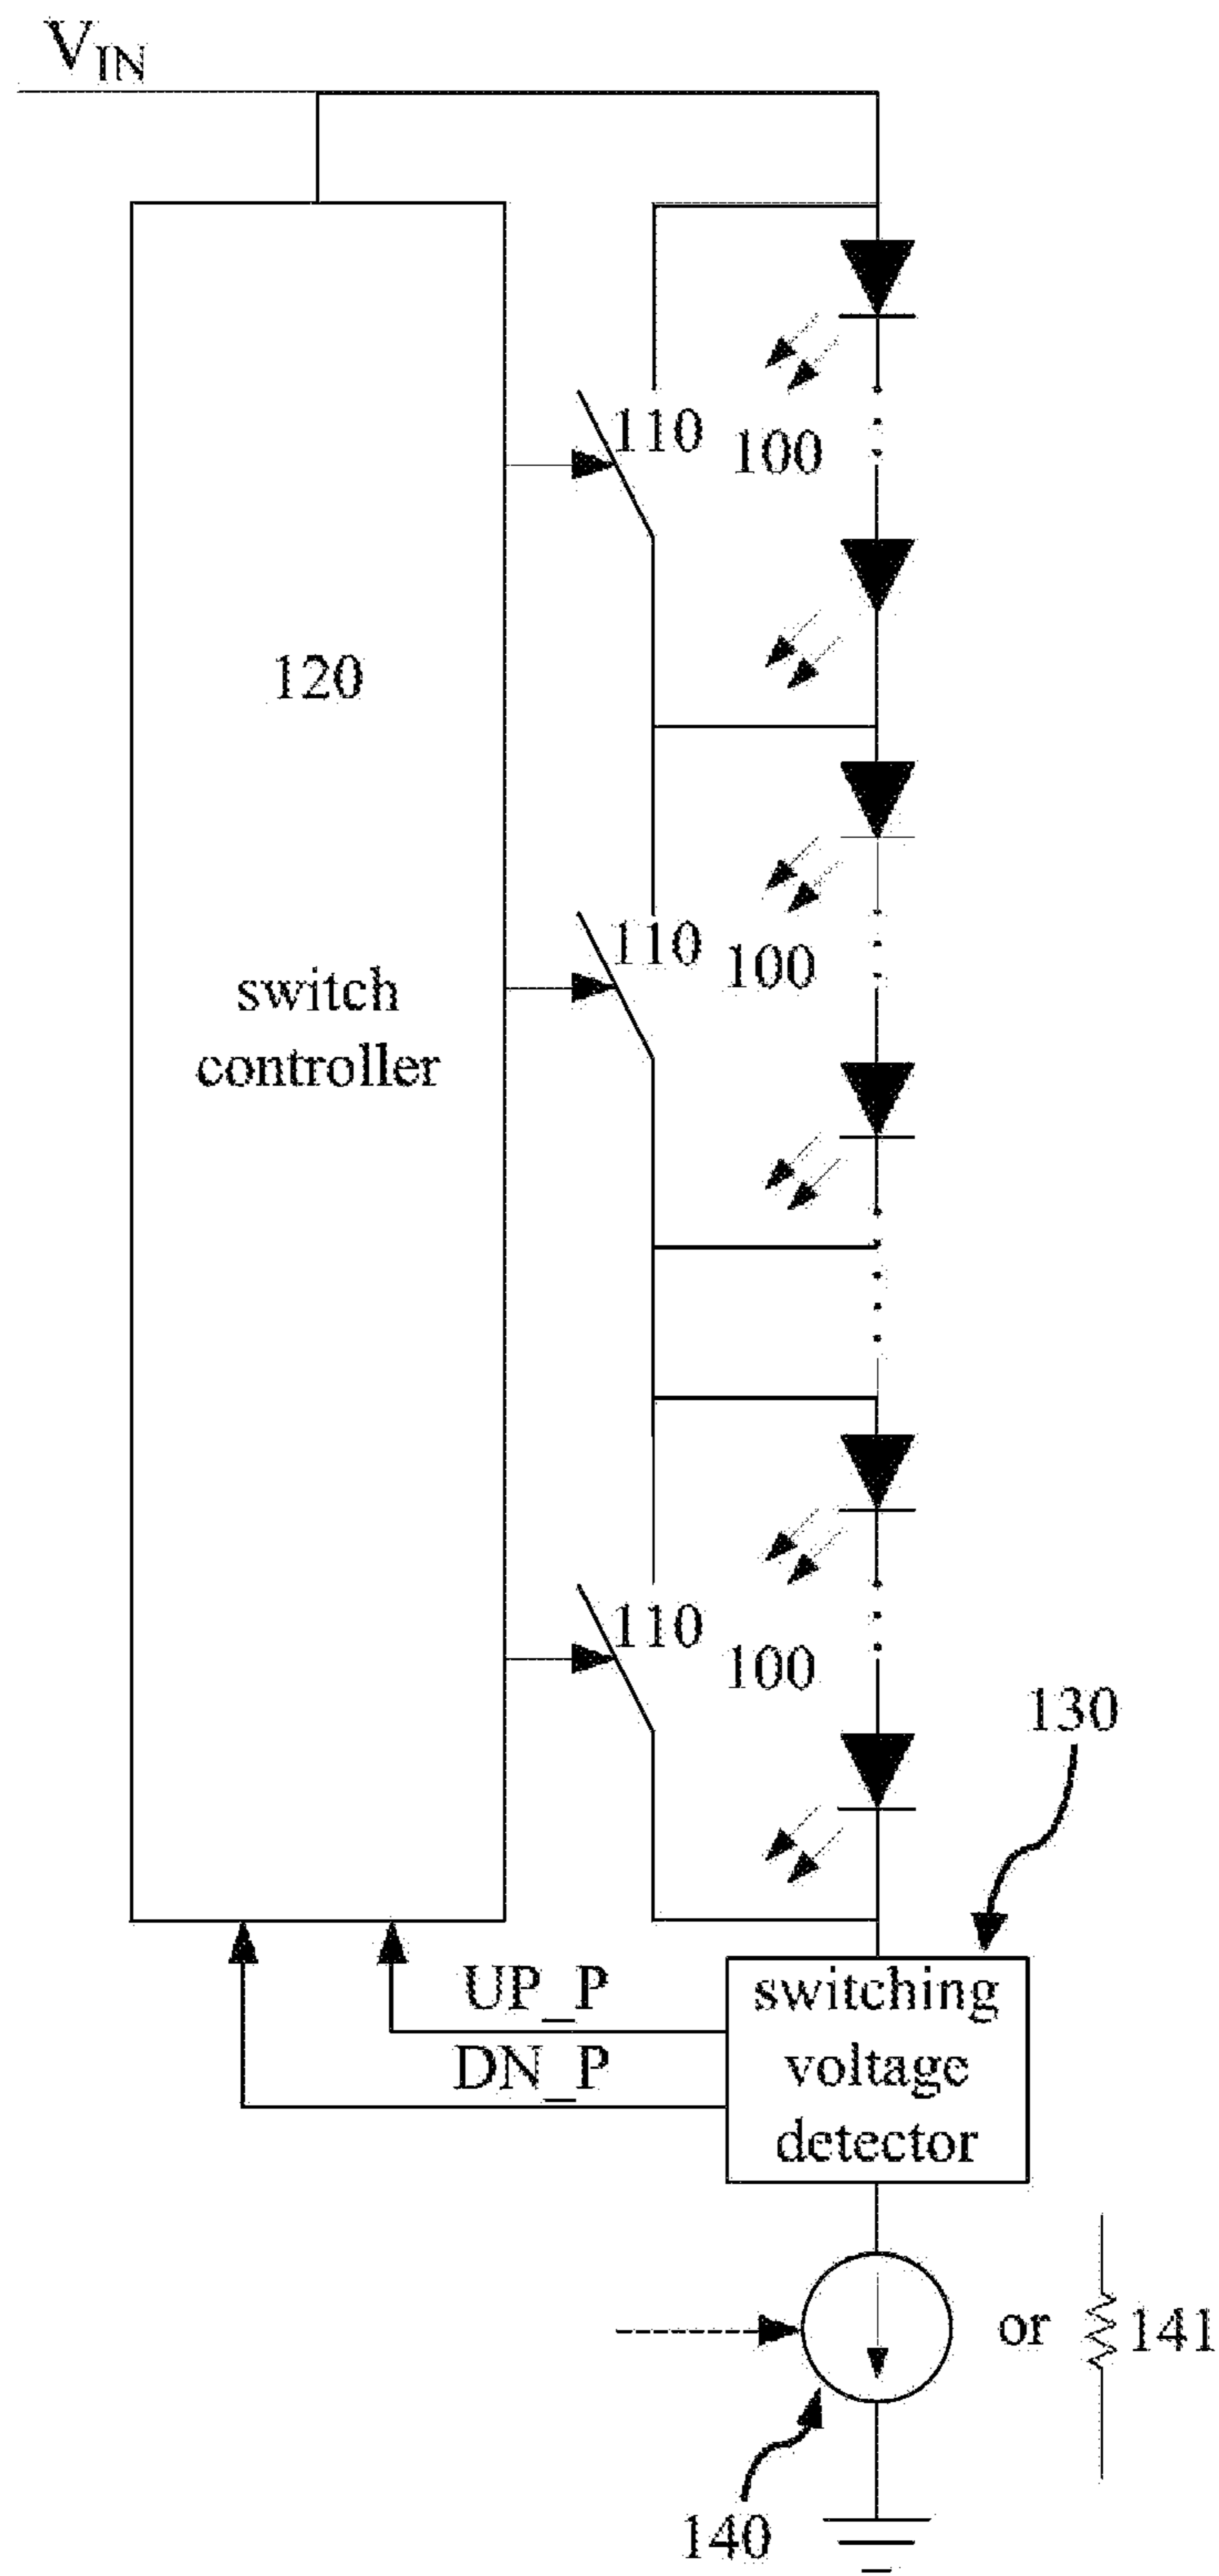 V_IN
110
100
120
110
100
switch
controller
110
100
130
UP_P
DN_P
switching
voltage
detector
or
141
140